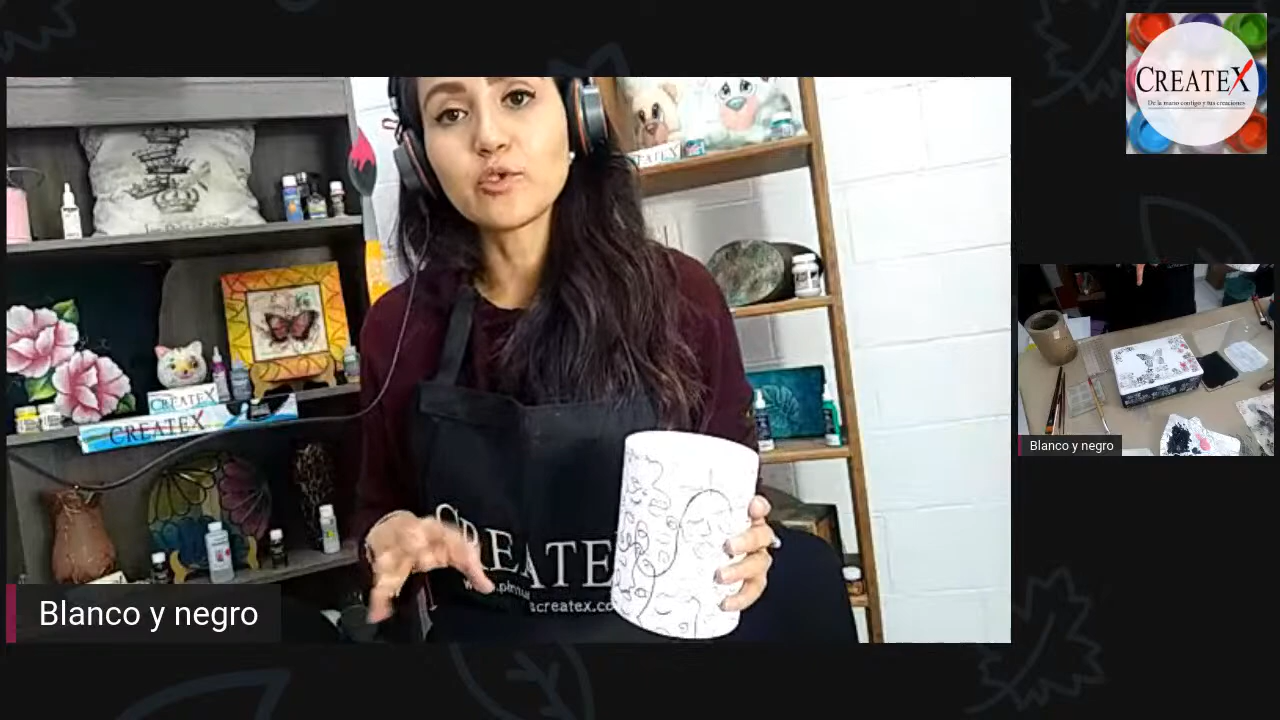 CREATEX
De la mano contigo y tus creaciones
CREATEX
CREATEX
CREATEX
Blanco y negro
Blanco y negro